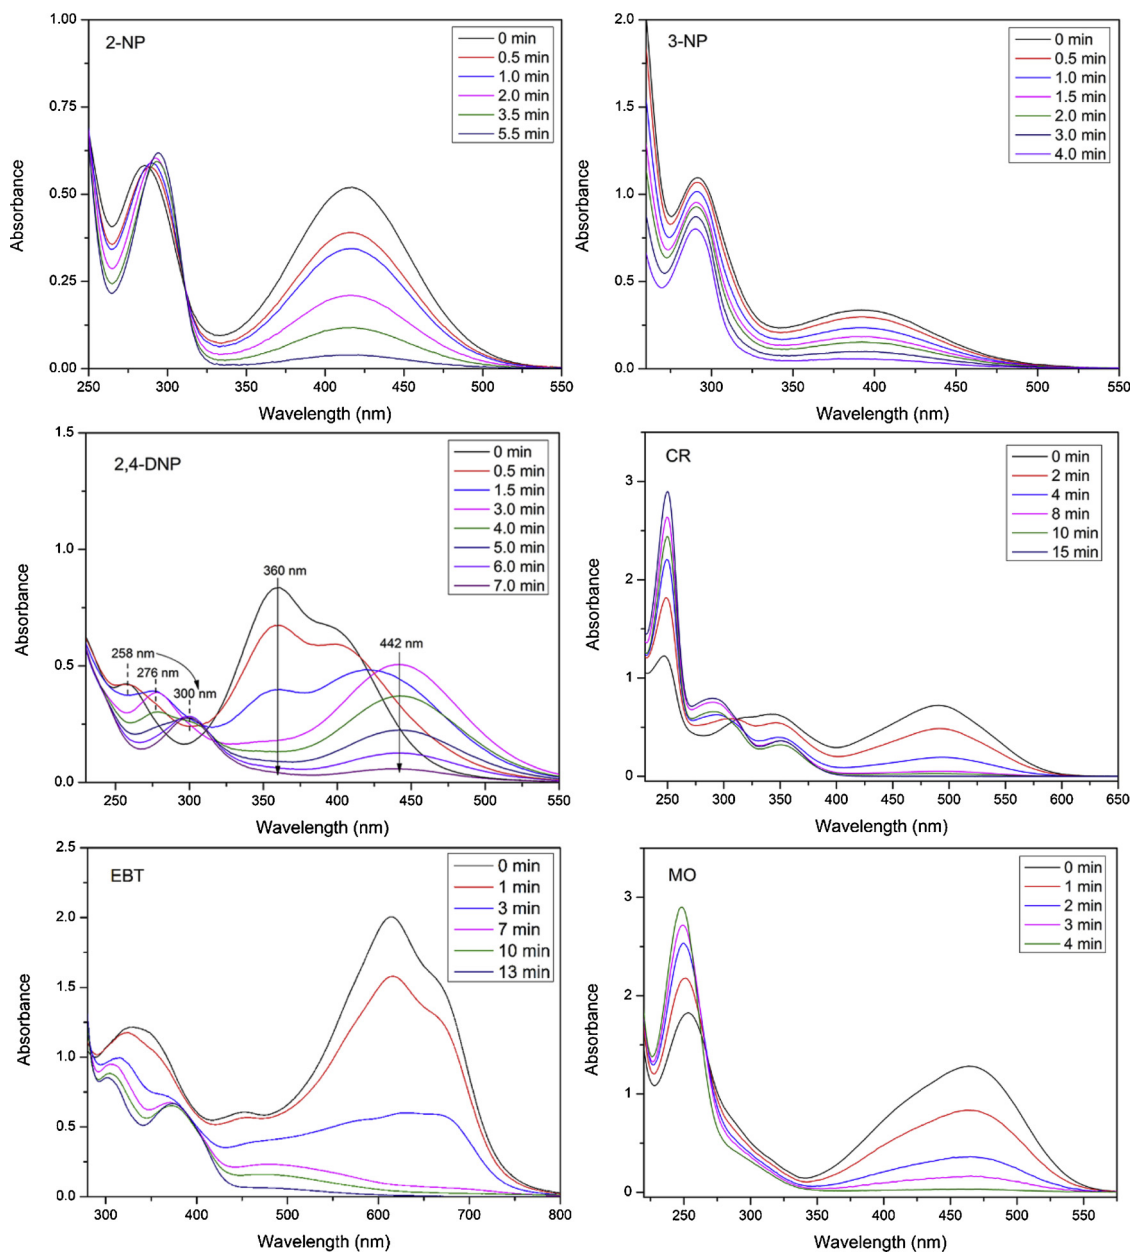 2-NP
0 min
0.5 min
1.0 min
2.0 min
3.5 min
5.5 min
1.00
0.75
0.50
0.25
0.00
Absorbance
250 300 350 400 450 500 550
Wavelength (nm)
3-NP
0 min
0.5 min
1.0 min
1.5 min
2.0 min
3.0 min
4.0 min
2.0
1.5
1.0
0.5
0.0
Absorbance
300 350 400 450 500 550
Wavelength (nm)
2,4-DNP
0 min
0.5 min
1.5 min
3.0 min
4.0 min
5.0 min
6.0 min
7.0 min
1.5
1.0
0.5
0.0
Absorbance
360 nm
442 nm
258 nm
276 nm
300 nm
250 300 350 400 450 500 550
Wavelength (nm)
CR
0 min
2 min
4 min
8 min
10 min
15 min
3
2
1
0
Absorbance
250 300 350 400 450 500 550 600 650
Wavelength (nm)
EBT
0 min
1 min
3 min
7 min
10 min
13 min
2.5
2.0
1.5
1.0
0.5
0.0
Absorbance
300 400 500 600 700 800
Wavelength (nm)
MO
0 min
1 min
2 min
3 min
4 min
3
2
1
0
Absorbance
250 300 350 400 450 500 550
Wavelength (nm)